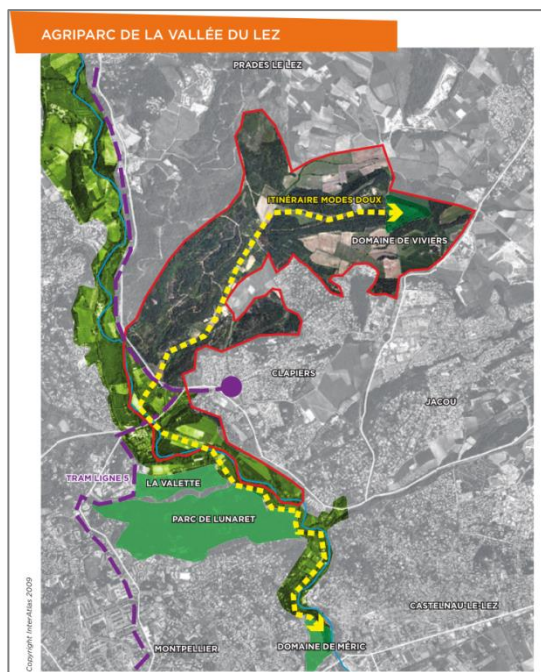 AGRIPARC DE LA VALLÉE DU LEZ
PRADES LE LEZ
ITINÉRAIRE MODES DOUX
DOMAINE DE VIVIERS
CLAPIERS
JACOU
TRAM LIGNE 5
LA VALETTE
PARC DE LUNARET
CASTELNAU-LE-LEZ
MONTPELLIER
DOMAINE DE MÉRIC
Copyright InterAtlas 2009